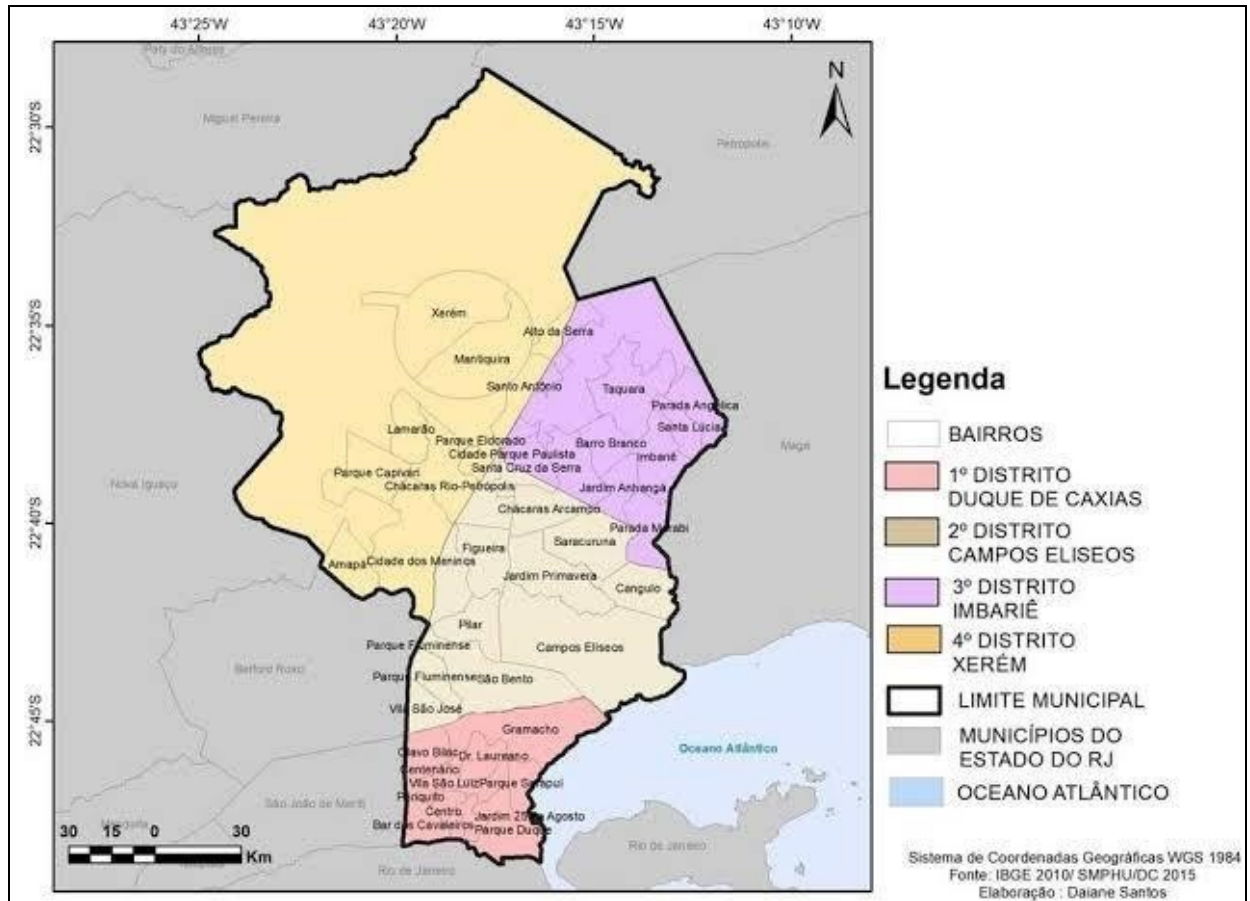 43°25'W 43°20'W 43°15'W 43°10'W
22°30'S
22°35'S
22°40'S
22°45'S
N
Miguel Pereira
Petrópolis
Xerém
Alto da Serra
Mantiquira
Santo Antônio
Taquara
Parada Angélica
Santa Lúcia
Lamarão
Parque Eldorado
Barro Branco
Cidade Parque Paulista
Imbariê
Magé
Santa Cruz da Serra
Parque Capivari
Nova Iguaçu
Chácaras Rio-Petrópolis
Jardim Anhangá
Chácaras Arcampo
Parada Morabi
Saracuruna
Figueira
Amapá
Cidade dos Meninos
Jardim Primavera
Cangulo
Pilar
Parque Fluminense
Campos Elíseos
Belford Roxo
Parque Fluminense
São Bento
Vila São José
Gramacho
Oceano Atlântico
Olavo Bilac
Dr. Laureano
Centenário
Vila São Luiz
Parque Sarapuí
Periquito
São João de Meriti
Centro
Jardim 25 de Agosto
Bar dos Cavaleiros
Parque Duque
Mesquita
Rio de Janeiro
Rio de Janeiro
30 15 0 30
Km
Legenda
BAIRROS
1º DISTRITO
DUQUE DE CAXIAS
2º DISTRITO
CAMPOS ELISEOS
3º DISTRITO
IMBARIÊ
4º DISTRITO
XERÉM
LIMITE MUNICIPAL
MUNICÍPIOS DO
ESTADO DO RJ
OCEANO ATLÂNTICO
Sistema de Coordenadas Geográficas WGS 1984
Fonte: IBGE 2010/ SMPHU/DC 2015
Elaboração : Daiane Santos